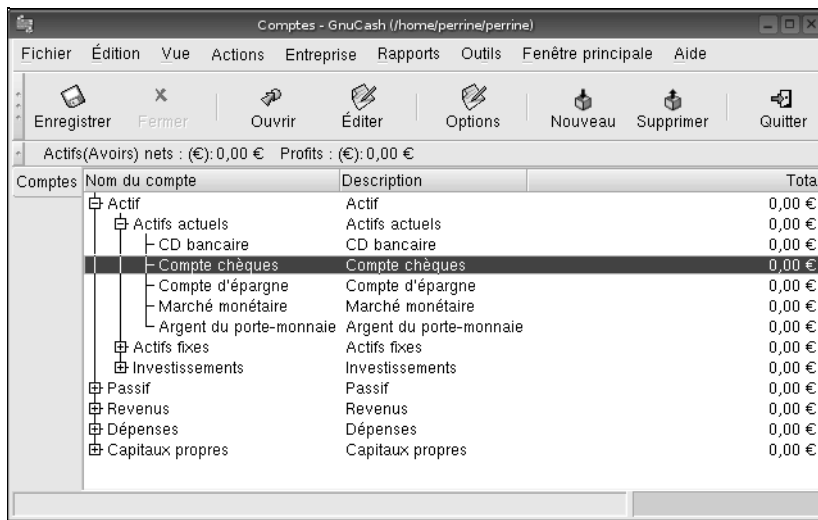 Comptes - GnuCash (/home/perrine/perrine)
Fichier Édition Vue Actions Entreprise Rapports Outils Fenêtre principale Aide
Enregistrer Fermer Ouvrir Éditer Options Nouveau Supprimer Quitter
Actifs(Avoirs) nets : (€): 0,00 € Profits : (€): 0,00 €
Comptes Nom du compte Description Tota
Actif Actif 0,00 €
Actifs actuels Actifs actuels 0,00 €
CD bancaire CD bancaire 0,00 €
Compte chèques Compte chèques 0,00 €
Compte d'épargne Compte d'épargne 0,00 €
Marché monétaire Marché monétaire 0,00 €
Argent du porte-monnaie Argent du porte-monnaie 0,00 €
Actifs fixes Actifs fixes 0,00 €
Investissements Investissements 0,00 €
Passif Passif 0,00 €
Revenus Revenus 0,00 €
Dépenses Dépenses 0,00 €
Capitaux propres Capitaux propres 0,00 €